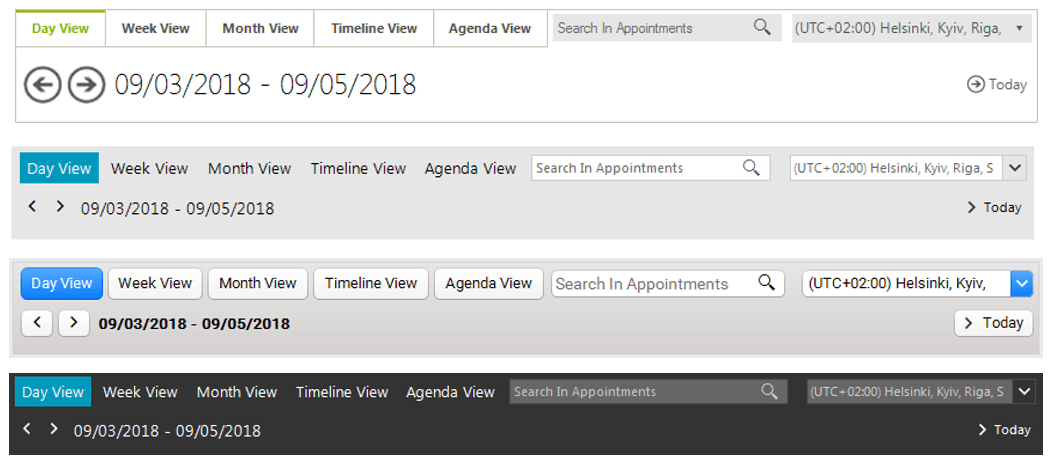 Day View Week View Month View Timeline View Agenda View Search In Appointments (UTC+02:00) Helsinki, Kyiv, Riga,
09/03/2018 - 09/05/2018 Today
Day View Week View Month View Timeline View Agenda View Search In Appointments (UTC+02:00) Helsinki, Kyiv, Riga, S
09/03/2018 - 09/05/2018 Today
Day View Week View Month View Timeline View Agenda View Search In Appointments (UTC+02:00) Helsinki, Kyiv,
09/03/2018 - 09/05/2018 Today
Day View Week View Month View Timeline View Agenda View Search In Appointments (UTC+02:00) Helsinki, Kyiv, Riga, S
09/03/2018 - 09/05/2018 Today